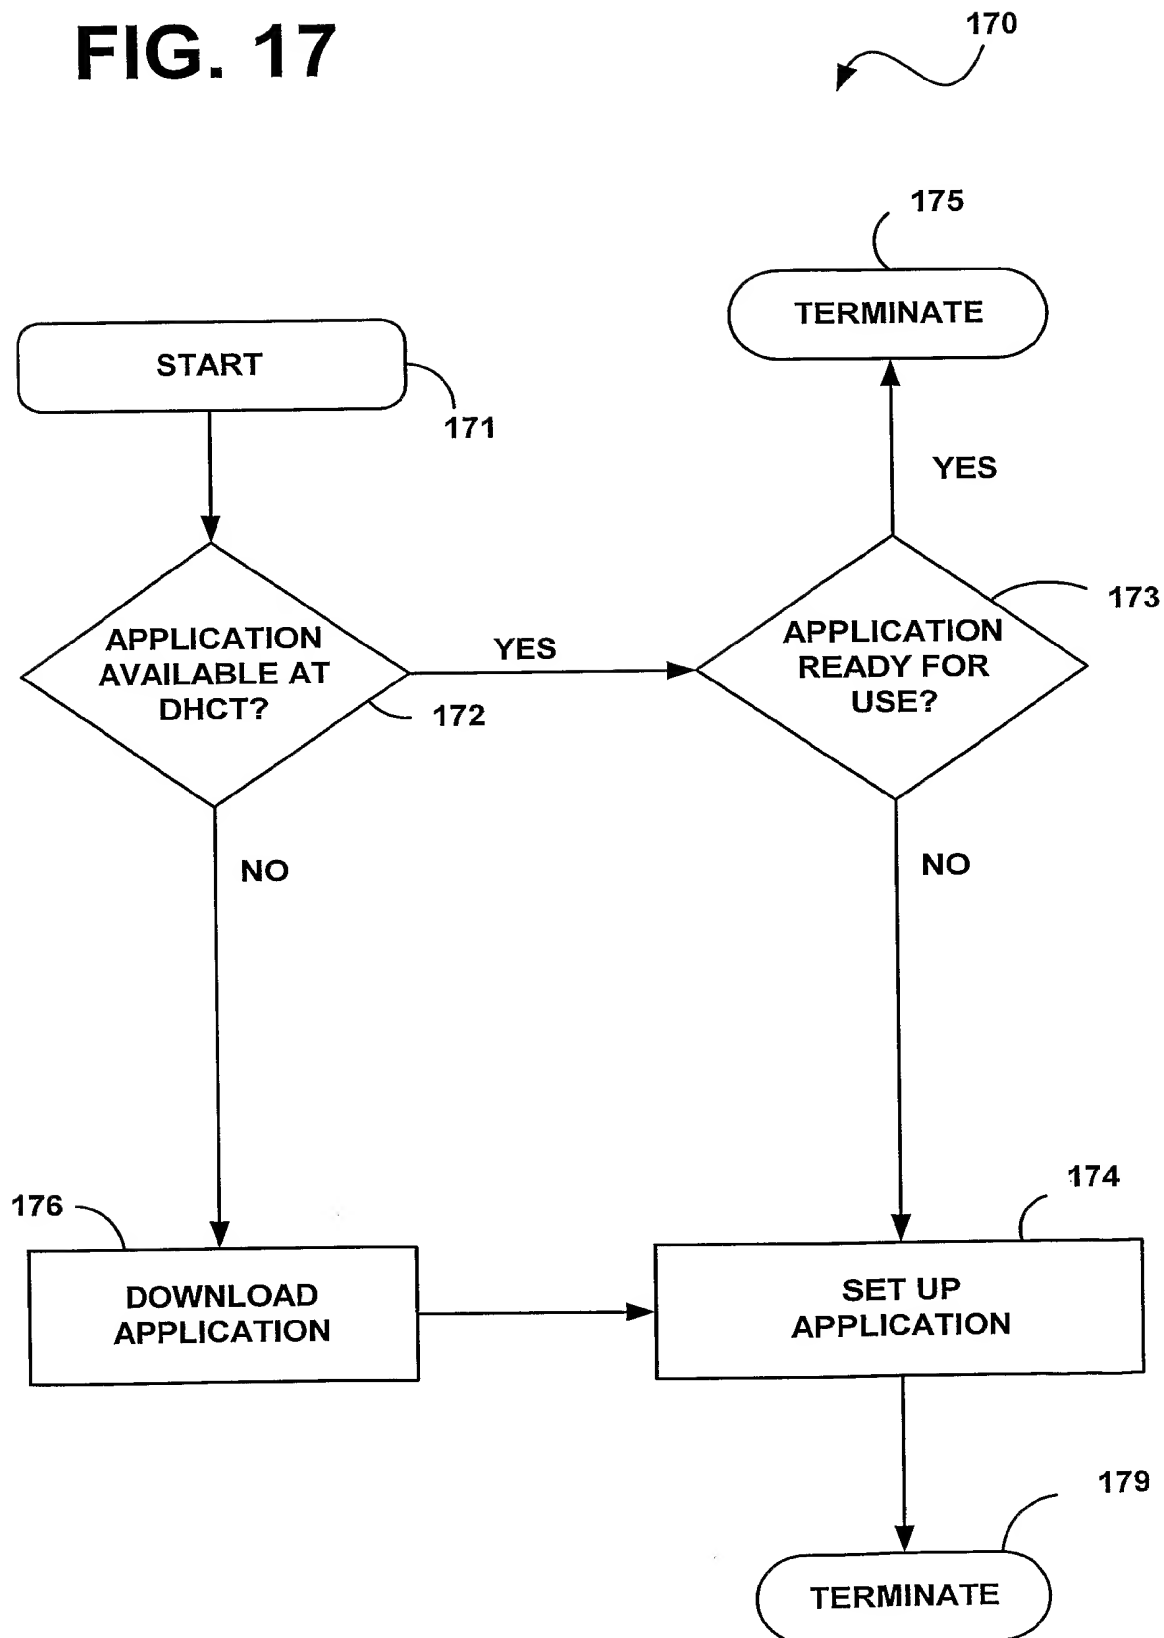 FIG. 17
170
175
TERMINATE
START
171
YES
APPLICATION
AVAILABLE AT
DHCT?
172
YES
APPLICATION
READY FOR
USE?
173
NO
NO
176
DOWNLOAD
APPLICATION
174
SET UP
APPLICATION
179
TERMINATE